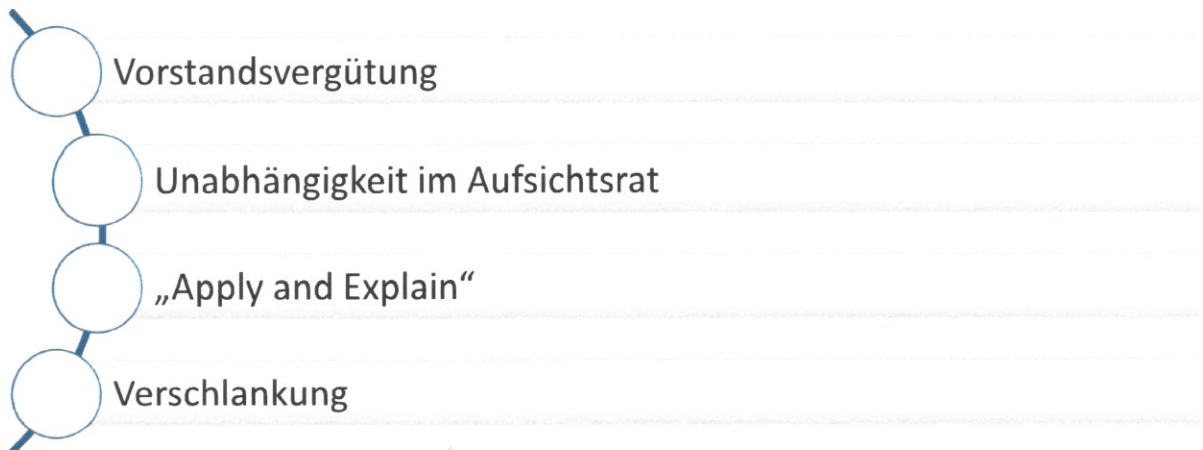 Vorstandsvergütung
Unabhängigkeit im Aufsichtsrat
„Apply and Explain“
Verschlankung